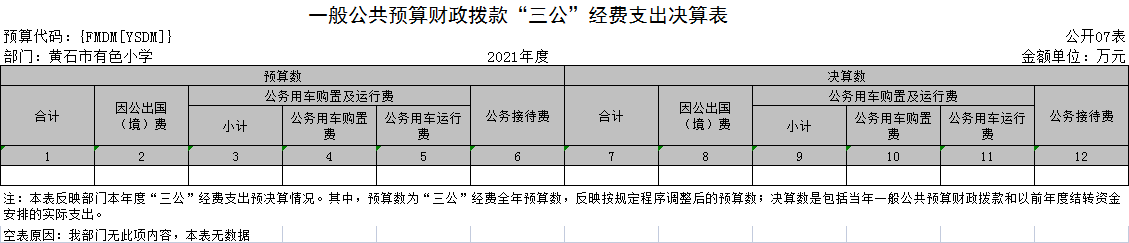 一般公共预算财政拨款“三公”经费支出决算表
预算代码：{FMDM[YSDM]} 公开07表
部门：黄石市有色小学 2021年度 金额单位：万元
预算数 决算数
合计 因公出国（境）费 公务用车购置及运行费 公务接待费 合计 因公出国（境）费 公务用车购置及运行费 公务接待费
小计 公务用车购置费 公务用车运行费 小计 公务用车购置费 公务用车运行费
1 2 3 4 5 6 7 8 9 10 11 12
注：本表反映部门本年度“三公”经费支出预决算情况。其中，预算数为“三公”经费全年预算数，反映按规定程序调整后的预算数；决算数是包括当年一般公共预算财政拨款和以前年度结转资金
安排的实际支出。
空表原因：我部门无此项内容，本表无数据